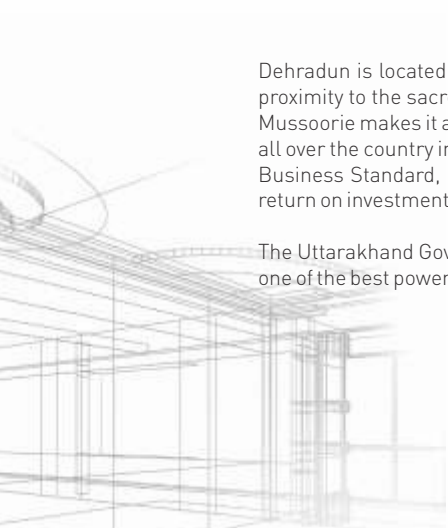 Dehradun is located
proximity to the sacr
Mussoorie makes it a
all over the country in
Business Standard,
return on investment
The Uttarakhand Gov
one of the best power